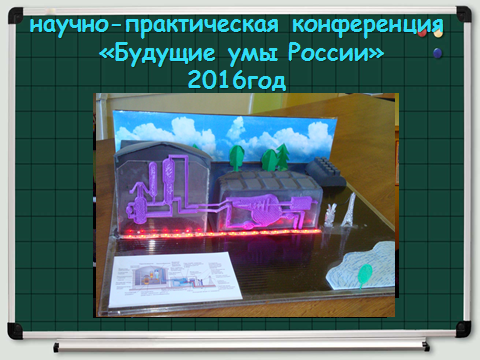 научно-практическая конференция
«Будущие умы России»
2016год